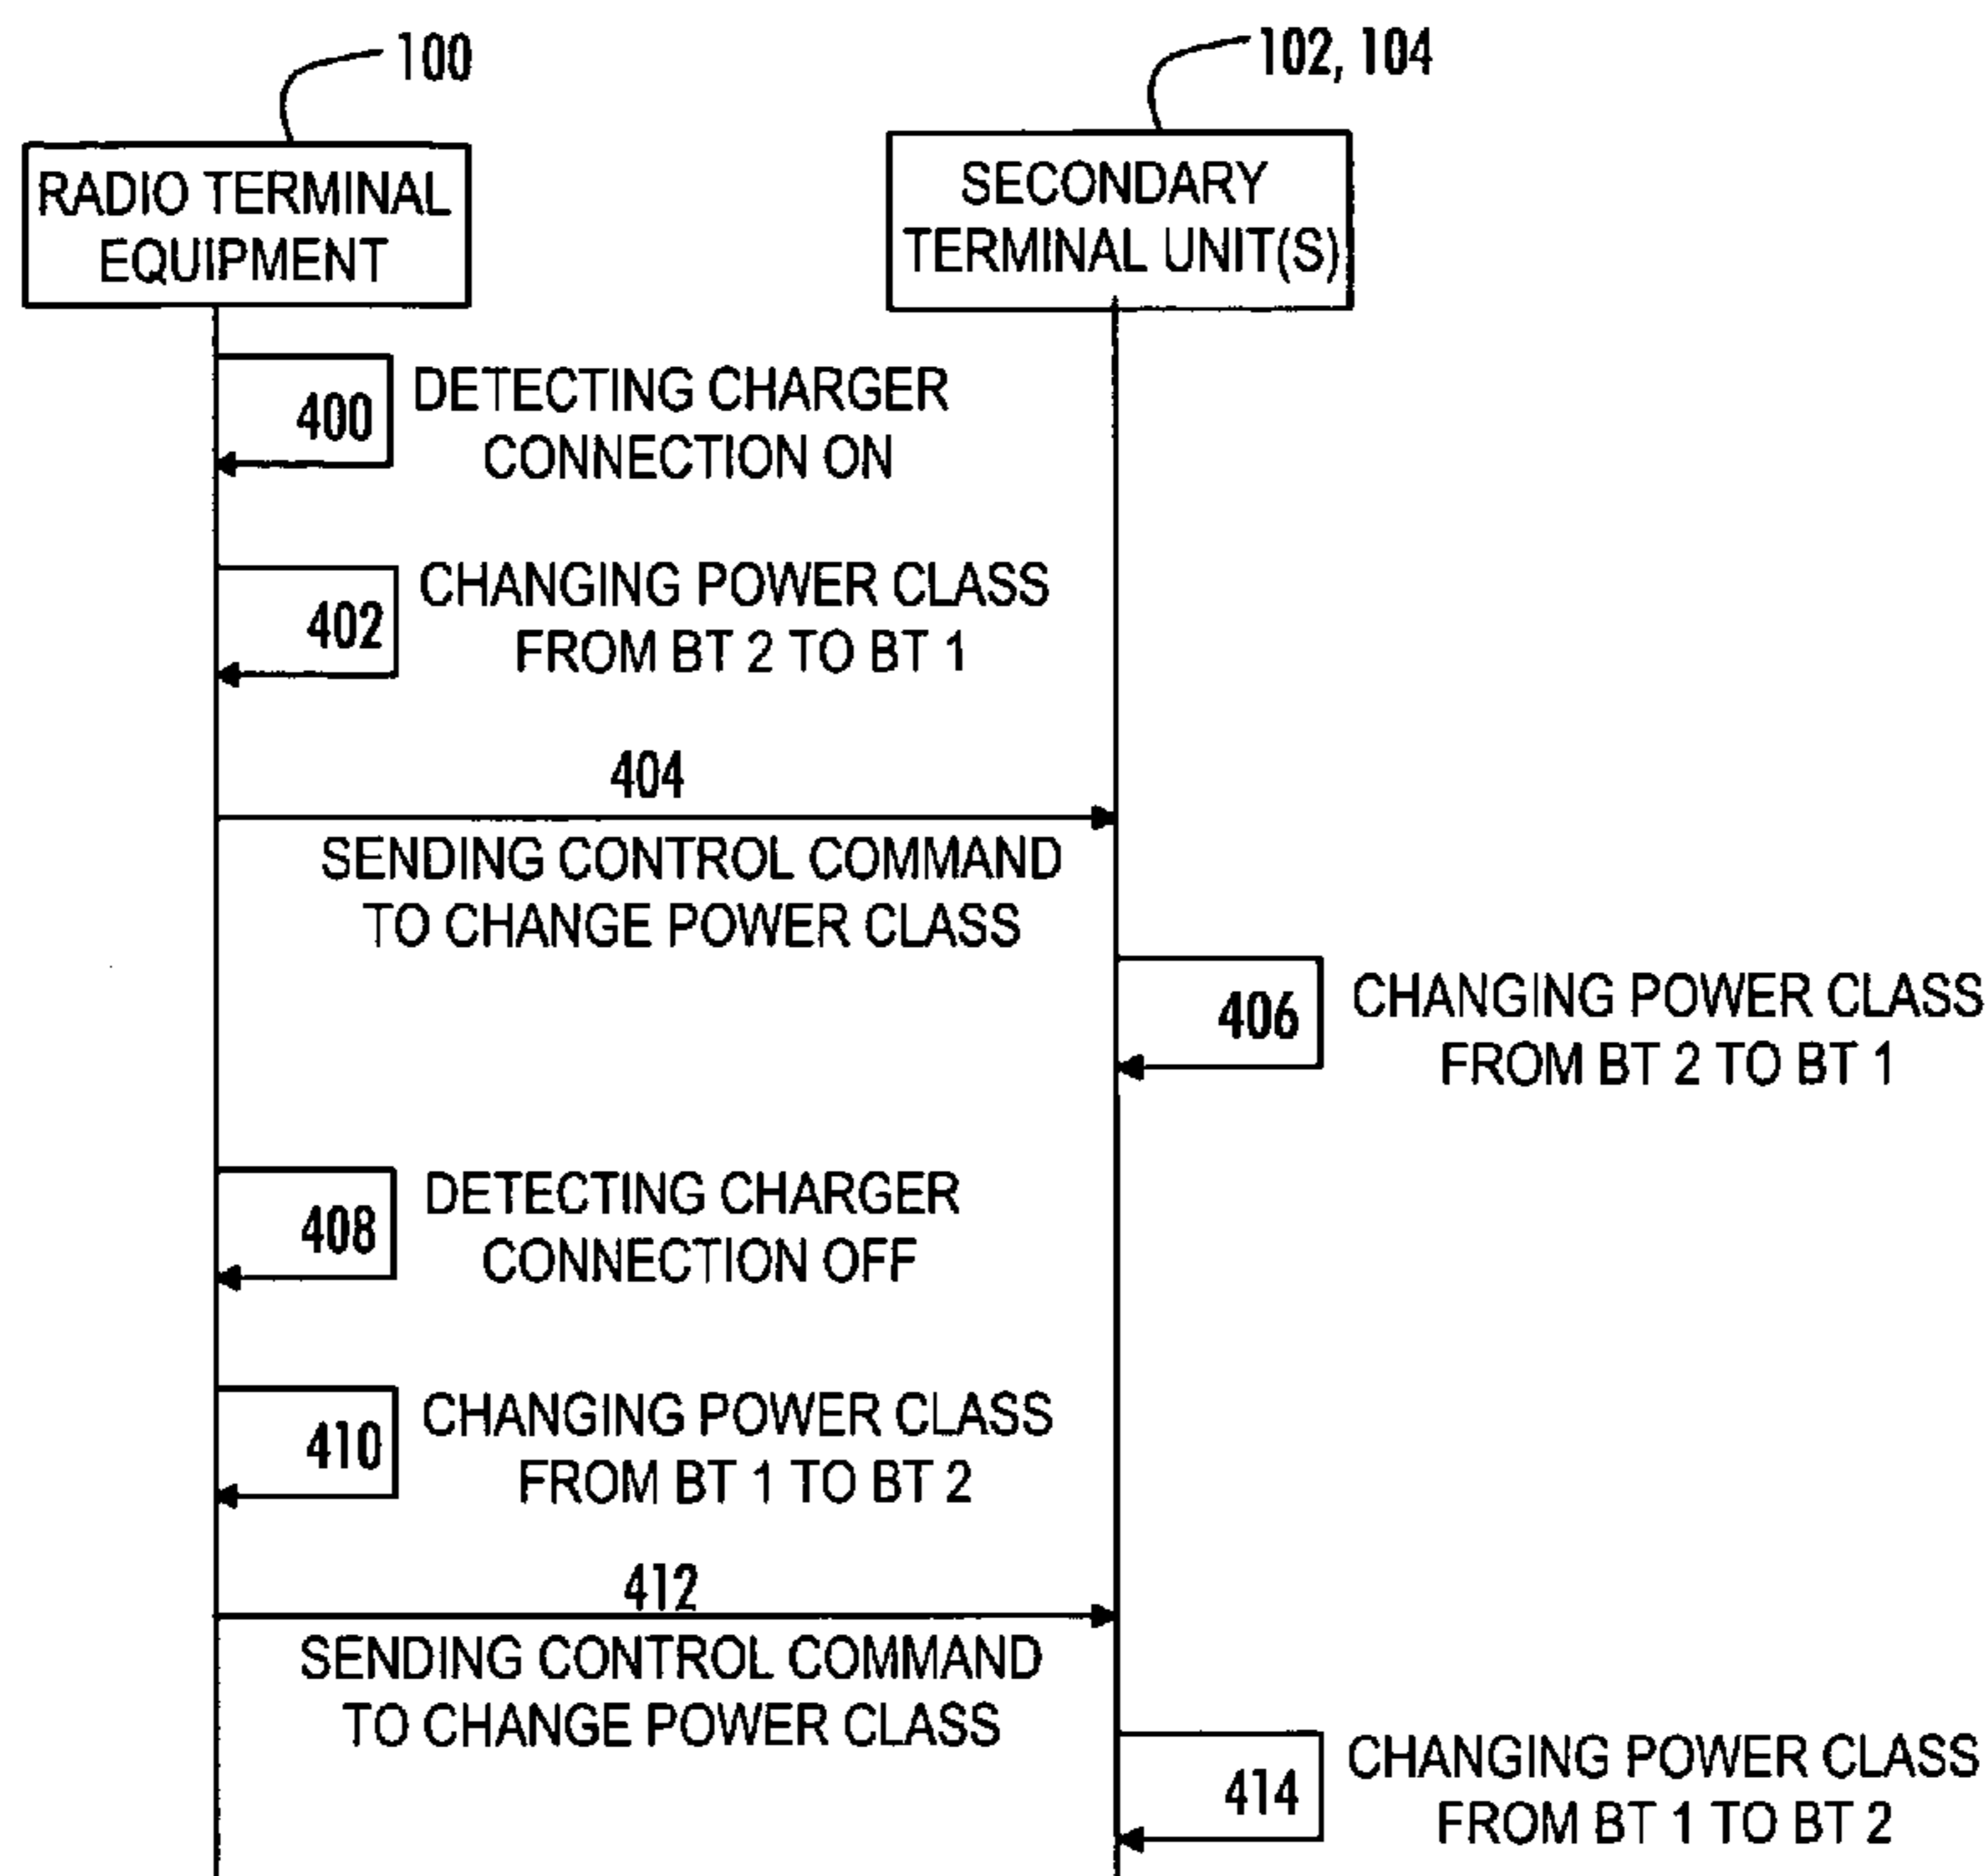 100
102, 104
RADIO TERMINAL
EQUIPMENT
SECONDARY
TERMINAL UNIT(S)
400
DETECTING CHARGER
CONNECTION ON
402
CHANGING POWER CLASS
FROM BT 2 TO BT 1
404
SENDING CONTROL COMMAND
TO CHANGE POWER CLASS
406
CHANGING POWER CLASS
FROM BT 2 TO BT 1
408
DETECTING CHARGER
CONNECTION OFF
410
CHANGING POWER CLASS
FROM BT 1 TO BT 2
412
SENDING CONTROL COMMAND
TO CHANGE POWER CLASS
414
CHANGING POWER CLASS
FROM BT 1 TO BT 2